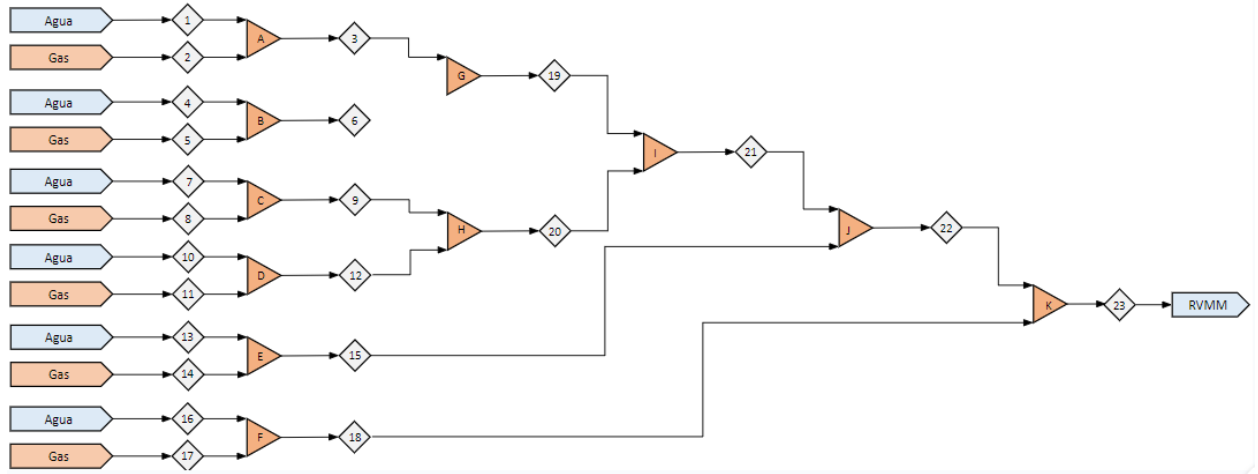 Agua 1
A 3
Gas 2
G 19
Agua 4
B 6
Gas 5
I 21
Agua 7
C 9
Gas 8
H 20
J 22
Agua 10
D 12
Gas 11
K 23 RVMM
Agua 13
E 15
Gas 14
Agua 16
F 18
Gas 17